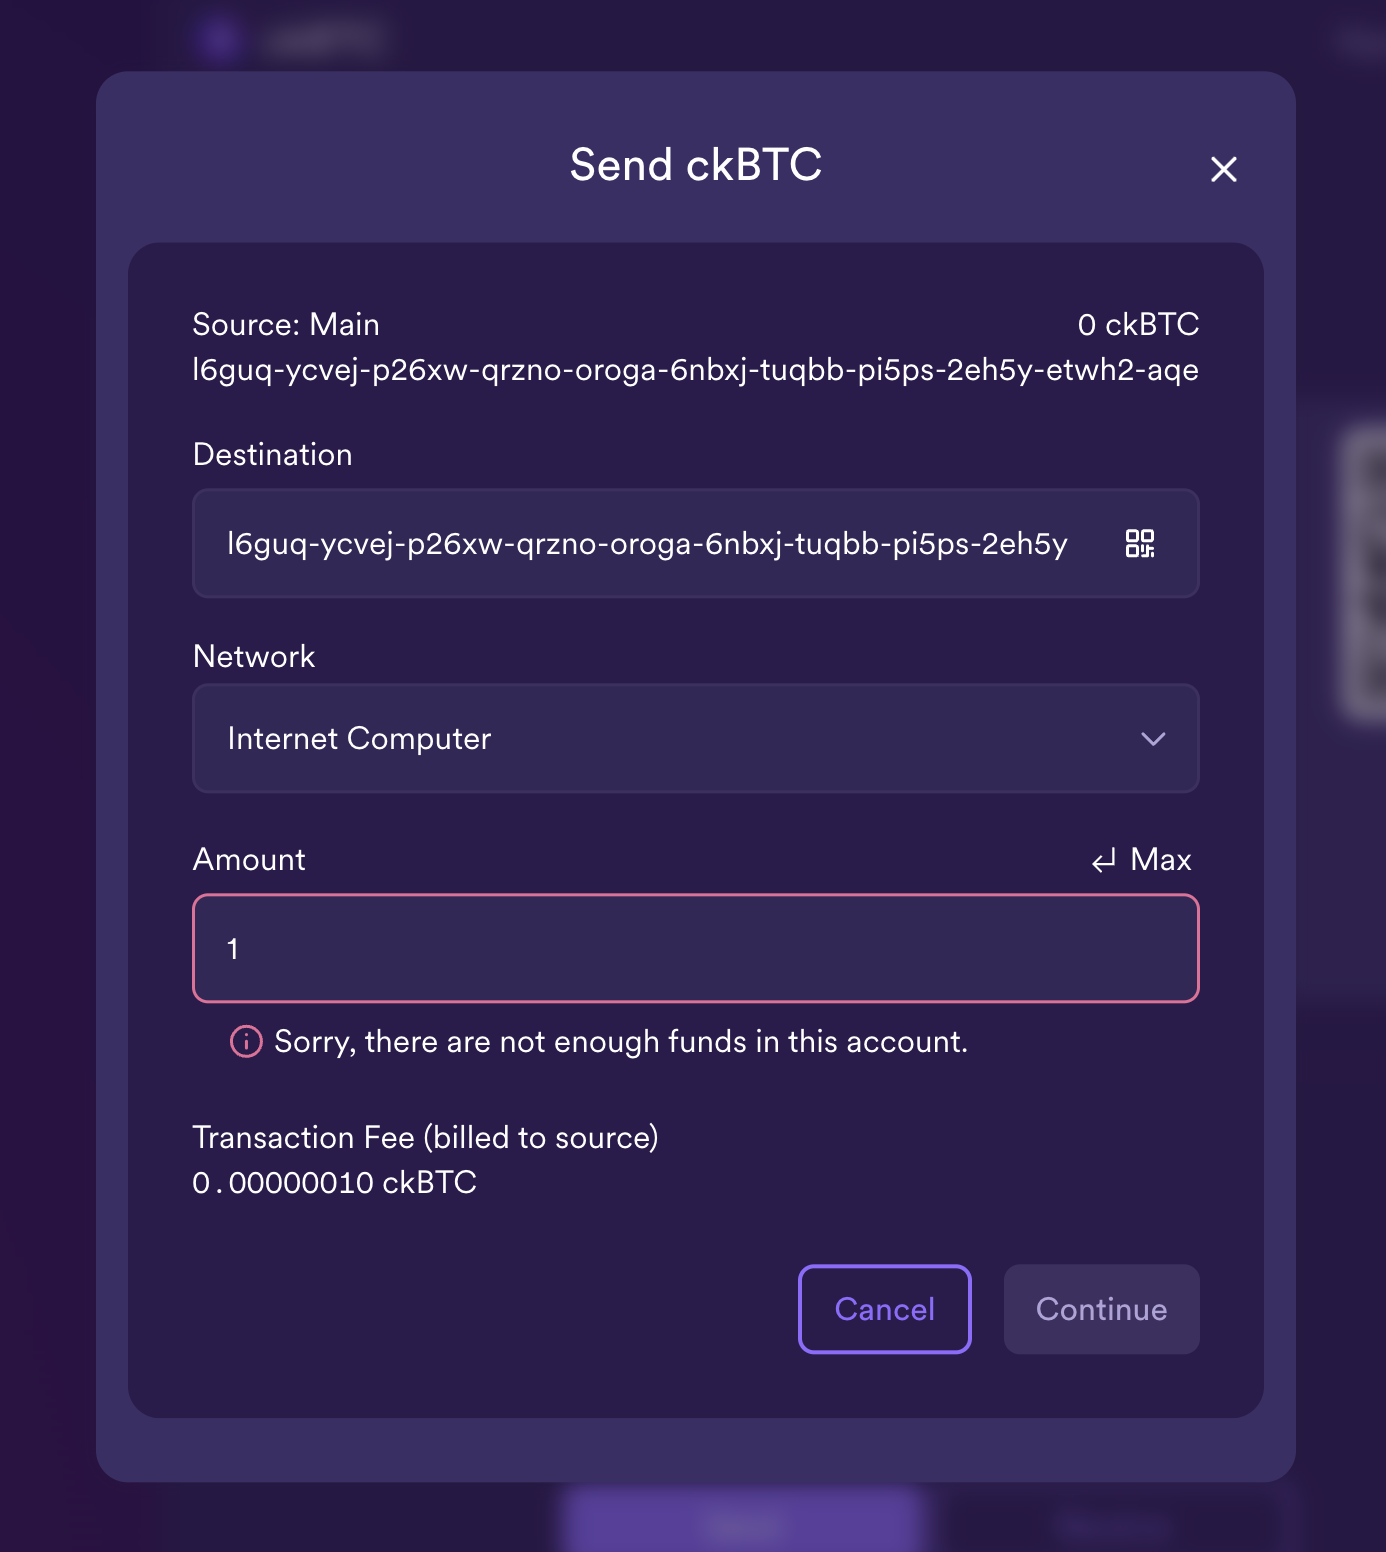 Send ckBTC
Source: Main 0 ckBTC
l6guq-ycvej-p26xw-qrzno-oroga-6nbxj-tuqbb-pi5ps-2eh5y-etwh2-aqe
Destination
l6guq-ycvej-p26xw-qrzno-oroga-6nbxj-tuqbb-pi5ps-2eh5y
Network
Internet Computer
Amount Max
1
Sorry, there are not enough funds in this account.
Transaction Fee (billed to source)
0.00000010 ckBTC
Cancel Continue